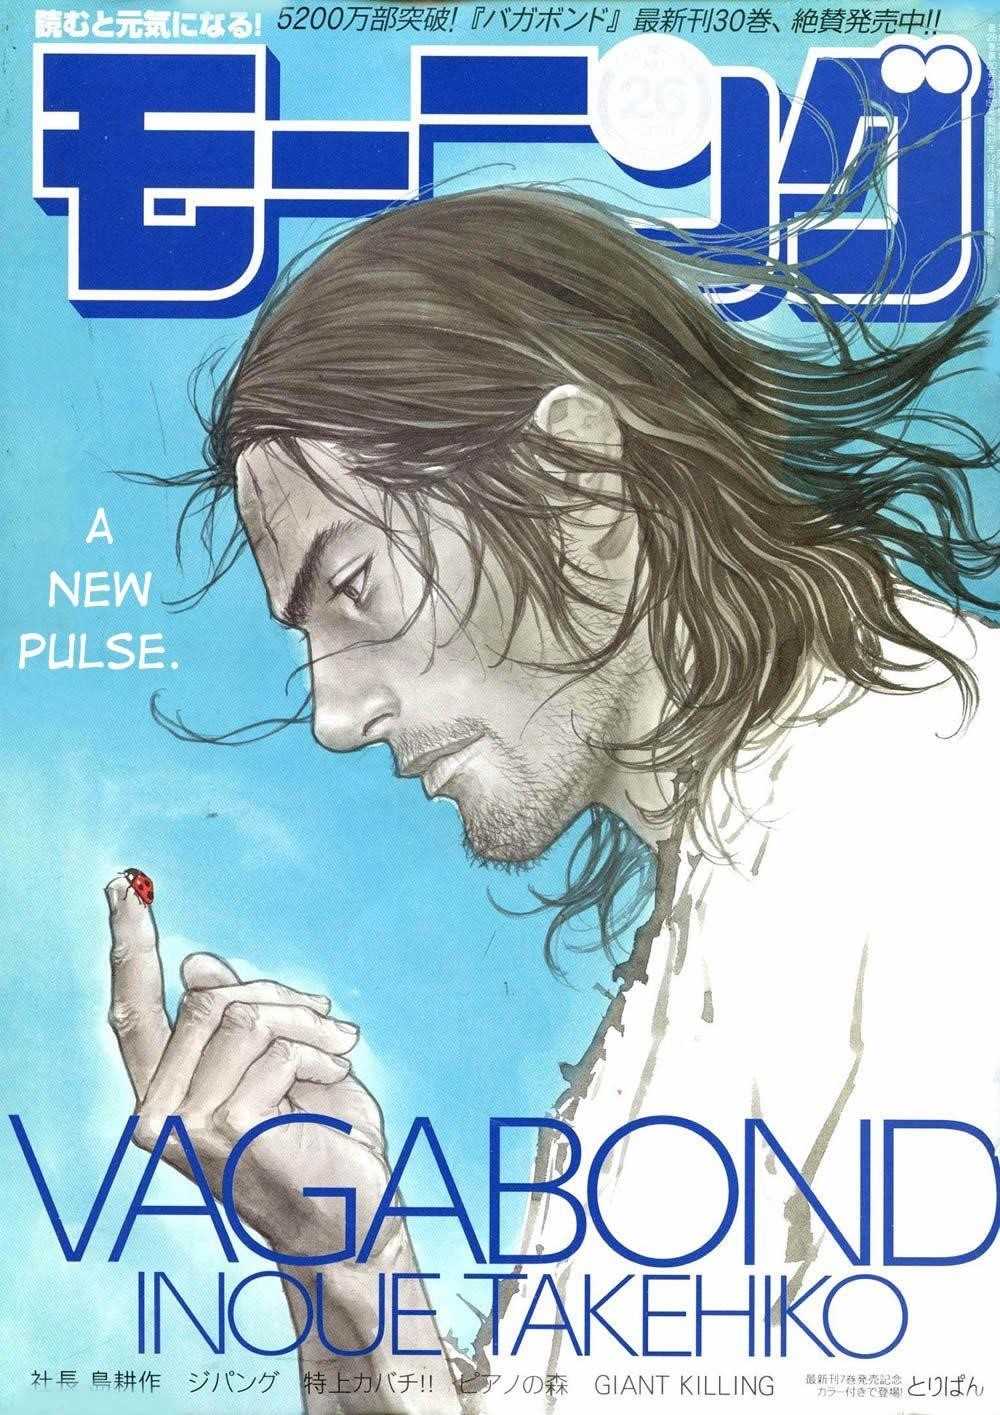 読むと元気になる!
5200万部突破!『バガボンド』最新刊30巻、絶賛発売中!!
モーニング
26
A
NEW
PULSE.
VAGABOND
INOUE TAKEHIKO
社長 島耕作 ジパング 特上カバチ!! ピアノの森 GIANT KILLING
最新刊7巻発売記念
カラー付きで登場! とりぱん